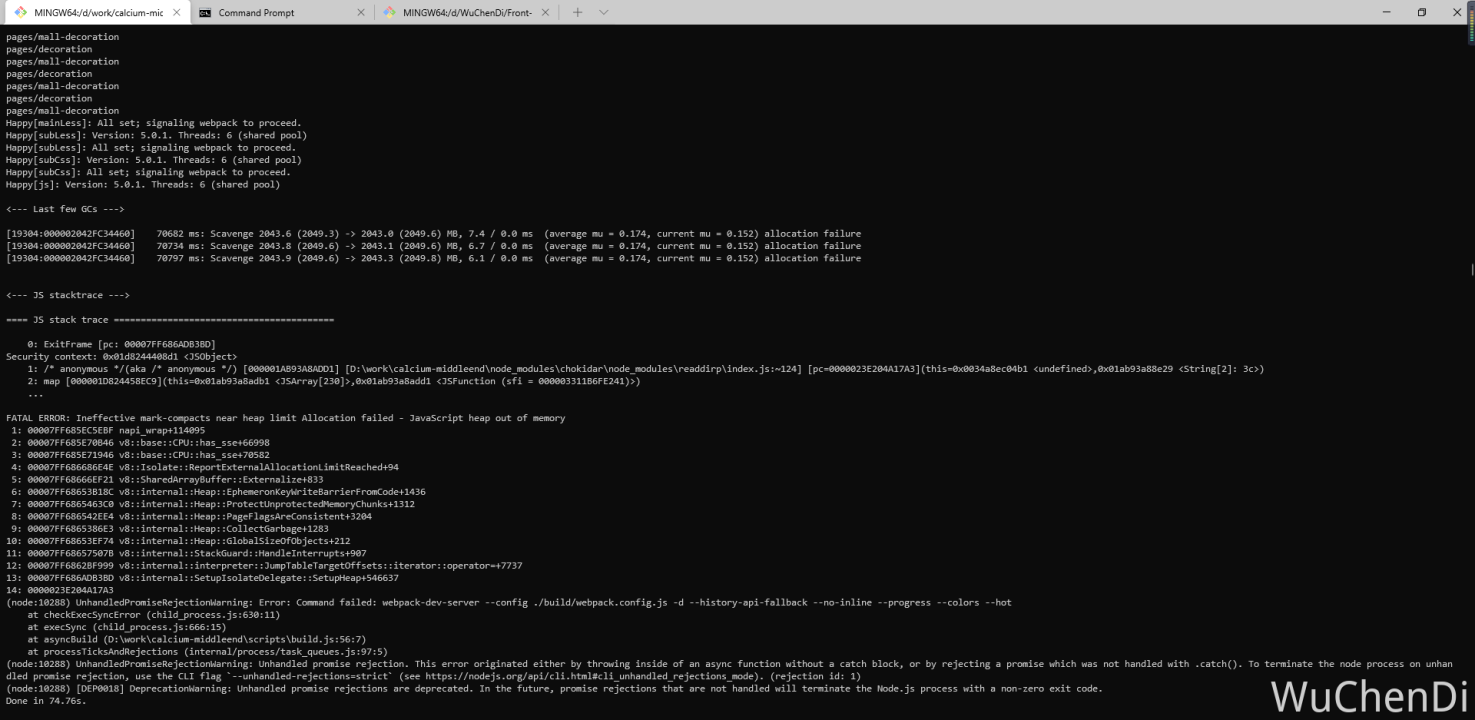 MINGW64:/d/work/calcium-mid
Command Prompt
MINGW64:/d/WuChenDi/Front-
pages/mall-decoration
pages/decoration
pages/mall-decoration
pages/decoration
pages/mall-decoration
pages/decoration
pages/mall-decoration
Happy[mainLess]: All set; signaling webpack to proceed.
Happy[subLess]: Version: 5.0.1. Threads: 6 (shared pool)
Happy[subLess]: All set; signaling webpack to proceed.
Happy[subCss]: Version: 5.0.1. Threads: 6 (shared pool)
Happy[subCss]: All set; signaling webpack to proceed.
Happy[js]: Version: 5.0.1. Threads: 6 (shared pool)
<--- Last few GCs --->
[19304:000002042FC34460]    70682 ms: Scavenge 2043.6 (2049.3) -> 2043.0 (2049.6) MB, 7.4 / 0.0 ms  (average mu = 0.174, current mu = 0.152) allocation failure
[19304:000002042FC34460]    70734 ms: Scavenge 2043.8 (2049.6) -> 2043.1 (2049.6) MB, 6.7 / 0.0 ms  (average mu = 0.174, current mu = 0.152) allocation failure
[19304:000002042FC34460]    70797 ms: Scavenge 2043.9 (2049.6) -> 2043.3 (2049.8) MB, 6.1 / 0.0 ms  (average mu = 0.174, current mu = 0.152) allocation failure
<--- JS stacktrace --->
==== JS stack trace =========================================
0: ExitFrame [pc: 00007FF686ADB3BD]
Security context: 0x01d8244408d1 <JSObject>
1: /* anonymous */(aka /* anonymous */) [000001AB93A8ADD1] [D:\work\calcium-middleend\node_modules\chokidar\node_modules\readdirp\index.js:~124] [pc=0000023E204A17A3](this=0x0034a8ec04b1 <undefined>,0x01ab93a88e29 <String[2]: 3c>)
2: map [000001D824458EC9](this=0x01ab93a8adb1 <JSArray[230]>,0x01ab93a8add1 <JSFunction (sfi = 000003311B6FE241)>)
...
FATAL ERROR: Ineffective mark-compacts near heap limit Allocation failed - JavaScript heap out of memory
1: 00007FF685EC5EBF napi_wrap+114095
2: 00007FF685E70B46 v8::base::CPU::has_sse+66998
3: 00007FF685E71946 v8::base::CPU::has_sse+70582
4: 00007FF686686E4E v8::Isolate::ReportExternalAllocationLimitReached+94
5: 00007FF68666EF21 v8::SharedArrayBuffer::Externalize+833
6: 00007FF68653B18C v8::internal::Heap::EphemeronKeyWriteBarrierFromCode+1436
7: 00007FF6865463C0 v8::internal::Heap::ProtectUnprotectedMemoryChunks+1312
8: 00007FF686542EE4 v8::internal::Heap::PageFlagsAreConsistent+3204
9: 00007FF6865386E3 v8::internal::Heap::CollectGarbage+1283
10: 00007FF68653EF74 v8::internal::Heap::GlobalSizeOfObjects+212
11: 00007FF68657507B v8::internal::StackGuard::HandleInterrupts+907
12: 00007FF6862BF999 v8::internal::interpreter::JumpTableTargetOffsets::iterator::operator=+7737
13: 00007FF686ADB3BD v8::internal::SetupIsolateDelegate::SetupHeap+546637
14: 0000023E204A17A3
(node:10288) UnhandledPromiseRejectionWarning: Error: Command failed: webpack-dev-server --config ./build/webpack.config.js -d --history-api-fallback --no-inline --progress --colors --hot
at checkExecSyncError (child_process.js:630:11)
at execSync (child_process.js:666:15)
at asyncBuild (D:\work\calcium-middleend\scripts\build.js:56:7)
at processTicksAndRejections (internal/process/task_queues.js:97:5)
(node:10288) UnhandledPromiseRejectionWarning: Unhandled promise rejection. This error originated either by throwing inside of an async function without a catch block, or by rejecting a promise which was not handled with .catch(). To terminate the node process on unhan
dled promise rejection, use the CLI flag `--unhandled-rejections=strict` (see https://nodejs.org/api/cli.html#cli_unhandled_rejections_mode). (rejection id: 1)
(node:10288) [DEP0018] DeprecationWarning: Unhandled promise rejections are deprecated. In the future, promise rejections that are not handled will terminate the Node.js process with a non-zero exit code.
Done in 74.76s.
WuChenDi